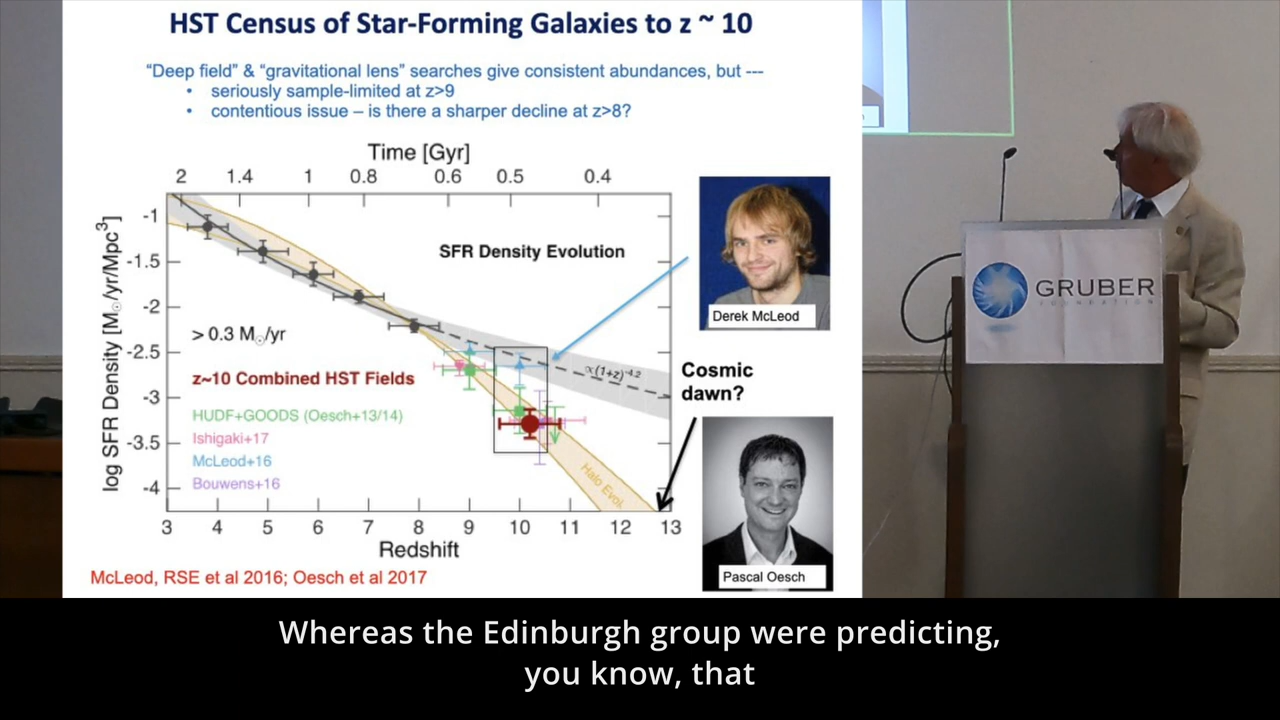 HST Census of Star-Forming Galaxies to z ~ 10
“Deep field” & “gravitational lens” searches give consistent abundances, but ---
• seriously sample-limited at z>9
• contentious issue – is there a sharper decline at z>8?
Time [Gyr]
2 1.4 1 0.8 0.6 0.5 0.4
log SFR Density [M☉/yr/Mpc³]
-1
-1.5
-2
-2.5
-3
-3.5
-4
SFR Density Evolution
> 0.3 M☉/yr
z~10 Combined HST Fields
HUDF+GOODS (Oesch+13/14)
Ishigaki+17
McLeod+16
Bouwens+16
∝(1+z)^-4.2
Halo Evol.
3 4 5 6 7 8 9 10 11 12 13
Redshift
Derek McLeod
Cosmic
dawn?
Pascal Oesch
McLeod, RSE et al 2016; Oesch et al 2017
GRUBER
FOUNDATION
Whereas the Edinburgh group were predicting,
you know, that